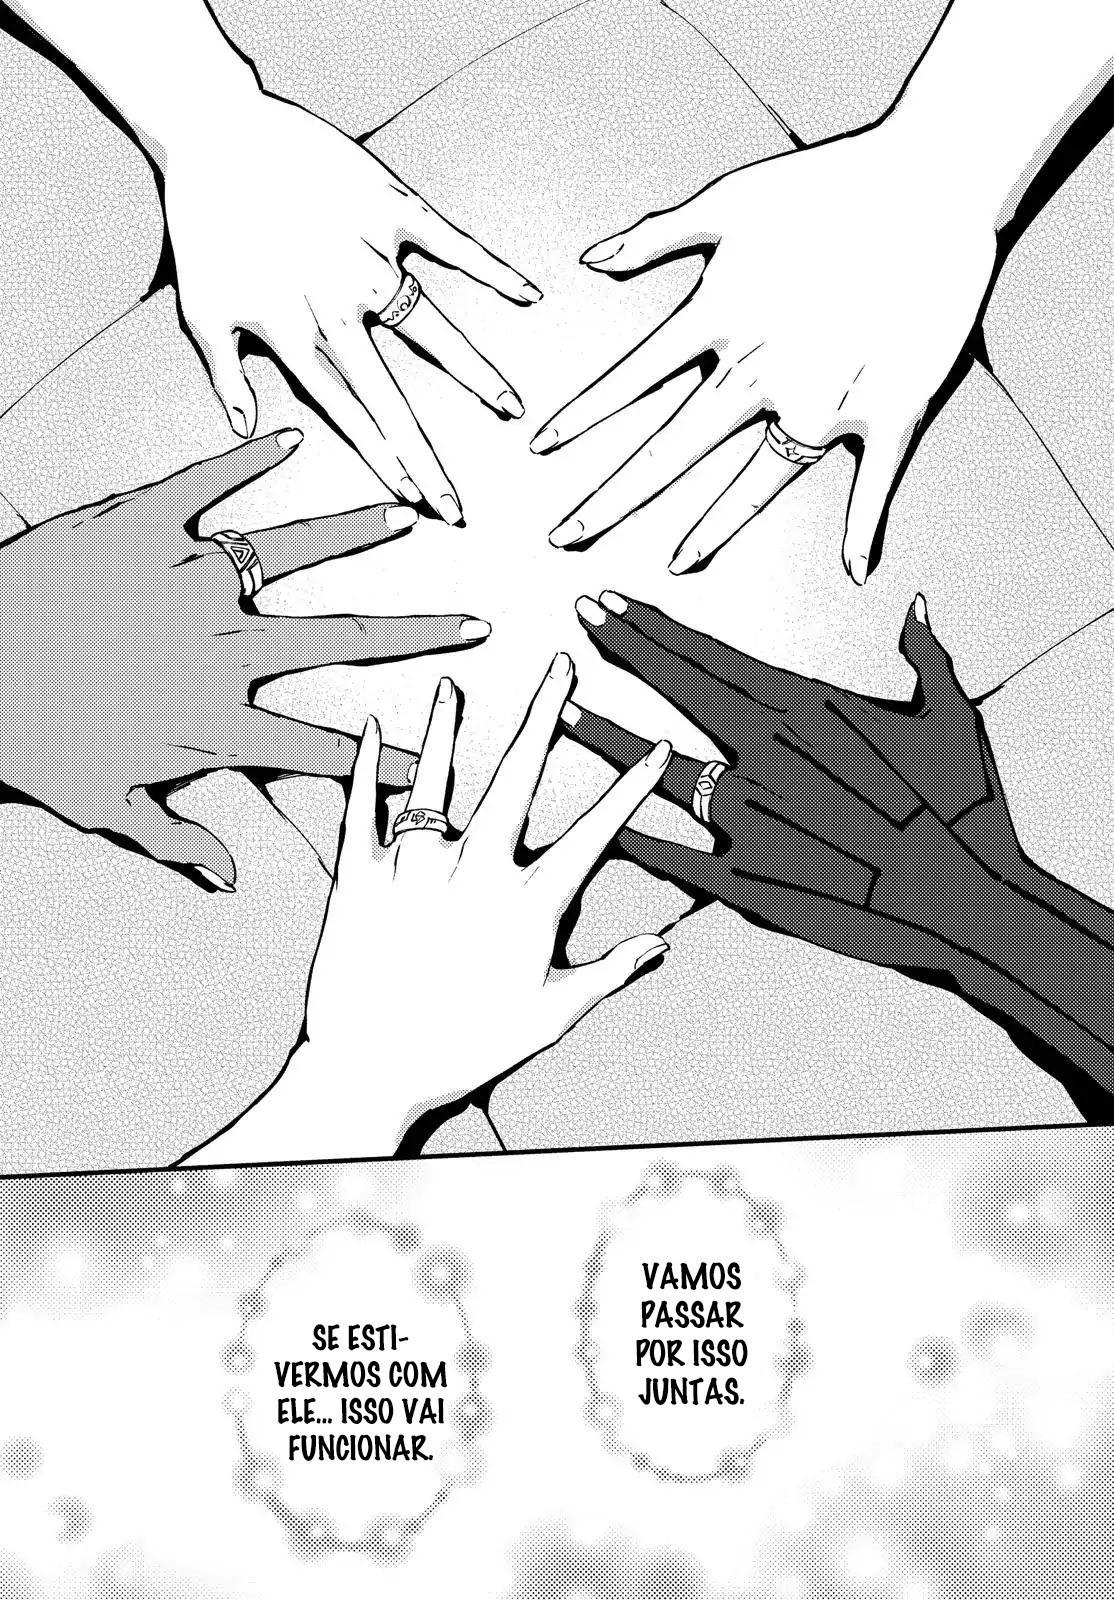 VAMOS
PASSAR
POR ISSO
JUNTAS.
SE ESTI-
VERMOS COM
ELE... ISSO VAI
FUNCIONAR.